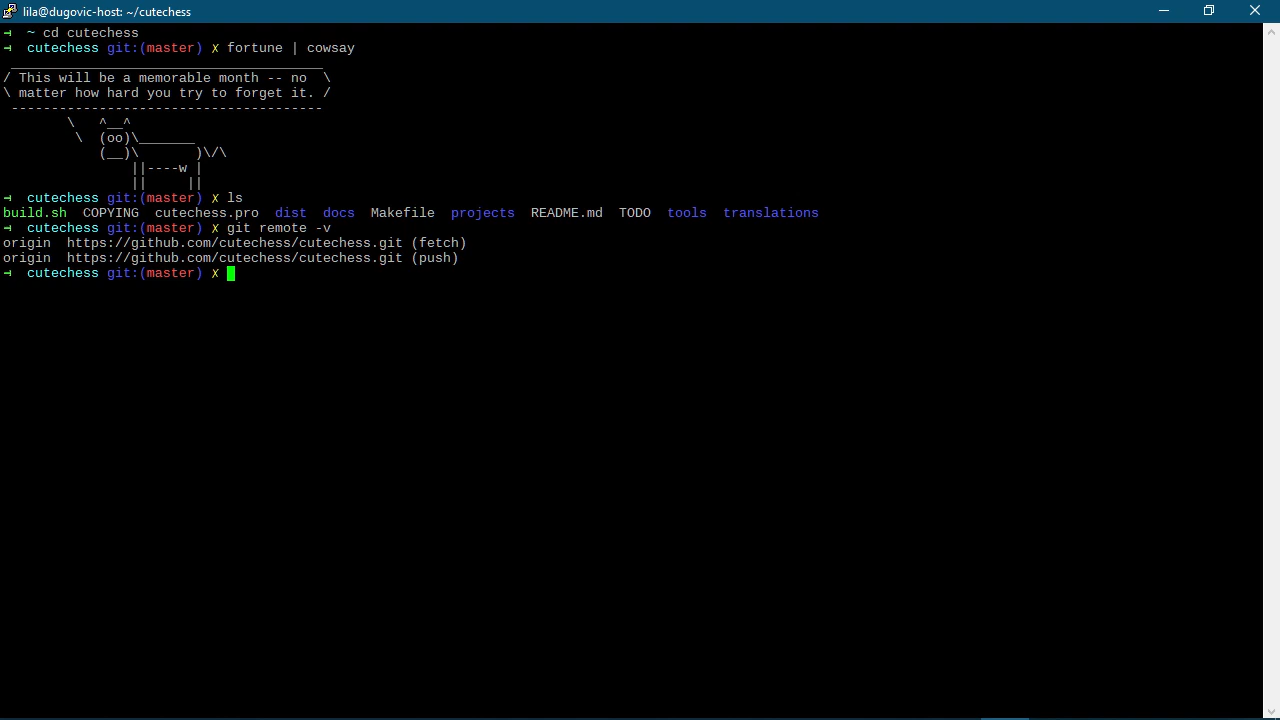 lila@dugovic-host: ~/cutechess
→ ~ cd cutechess
→ cutechess git:(master) ✗ fortune | cowsay
 _______________________________________
/ This will be a memorable month -- no  \
\ matter how hard you try to forget it. /
 ---------------------------------------
        \   ^__^
         \  (oo)\_______
            (__)\       )\/\
                ||----w |
                ||     ||
→ cutechess git:(master) ✗ ls
build.sh  COPYING  cutechess.pro  dist  docs  Makefile  projects  README.md  TODO  tools  translations
→ cutechess git:(master) ✗ git remote -v
origin  https://github.com/cutechess/cutechess.git (fetch)
origin  https://github.com/cutechess/cutechess.git (push)
→ cutechess git:(master) ✗